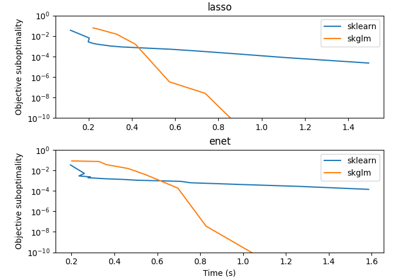 lasso
10^0
10^-2
10^-4
10^-6
10^-8
10^-10
Objective suboptimality
sklearn
skglm
0.2 0.4 0.6 0.8 1.0 1.2 1.4
enet
10^0
10^-2
10^-4
10^-6
10^-8
10^-10
Objective suboptimality
sklearn
skglm
0.2 0.4 0.6 0.8 1.0 1.2 1.4 1.6
Time (s)